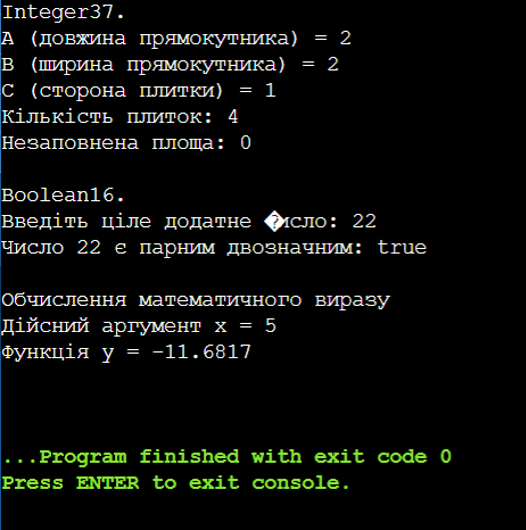 Integer37.
A (довжина прямокутника) = 2
B (ширина прямокутника) = 2
C (сторона плитки) = 1
Кількість плиток: 4
Незаповнена площа: 0
Boolean16.
Введіть ціле додатне �исло: 22
Число 22 є парним двозначним: true
Обчислення математичного виразу
Дійсний аргумент x = 5
Функція y = -11.6817
...Program finished with exit code 0
Press ENTER to exit console.